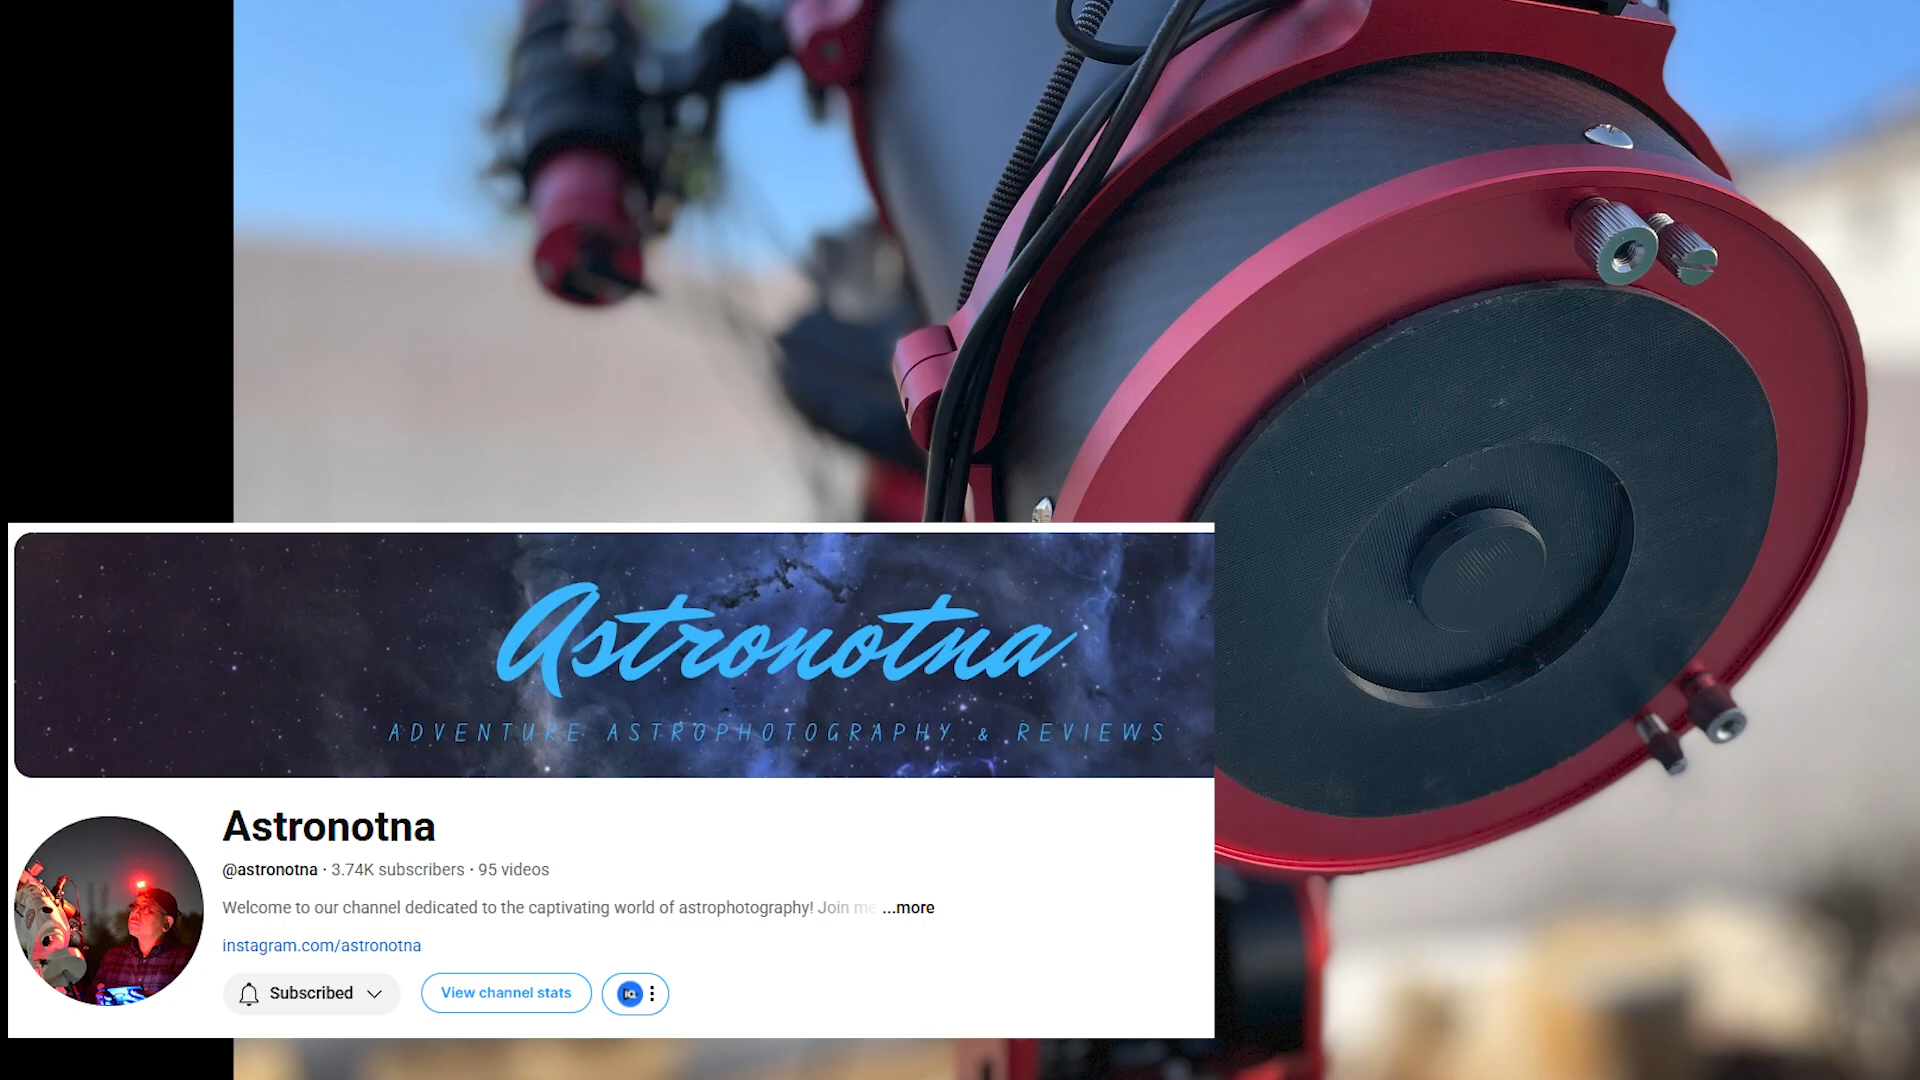 Astronotna
ADVENTURE ASTROPHOTOGRAPHY & REVIEWS
Astronotna
@astronotna · 3.74K subscribers · 95 videos
Welcome to our channel dedicated to the captivating world of astrophotography! Join me ...more
instagram.com/astronotna
Subscribed
View channel stats
IQ